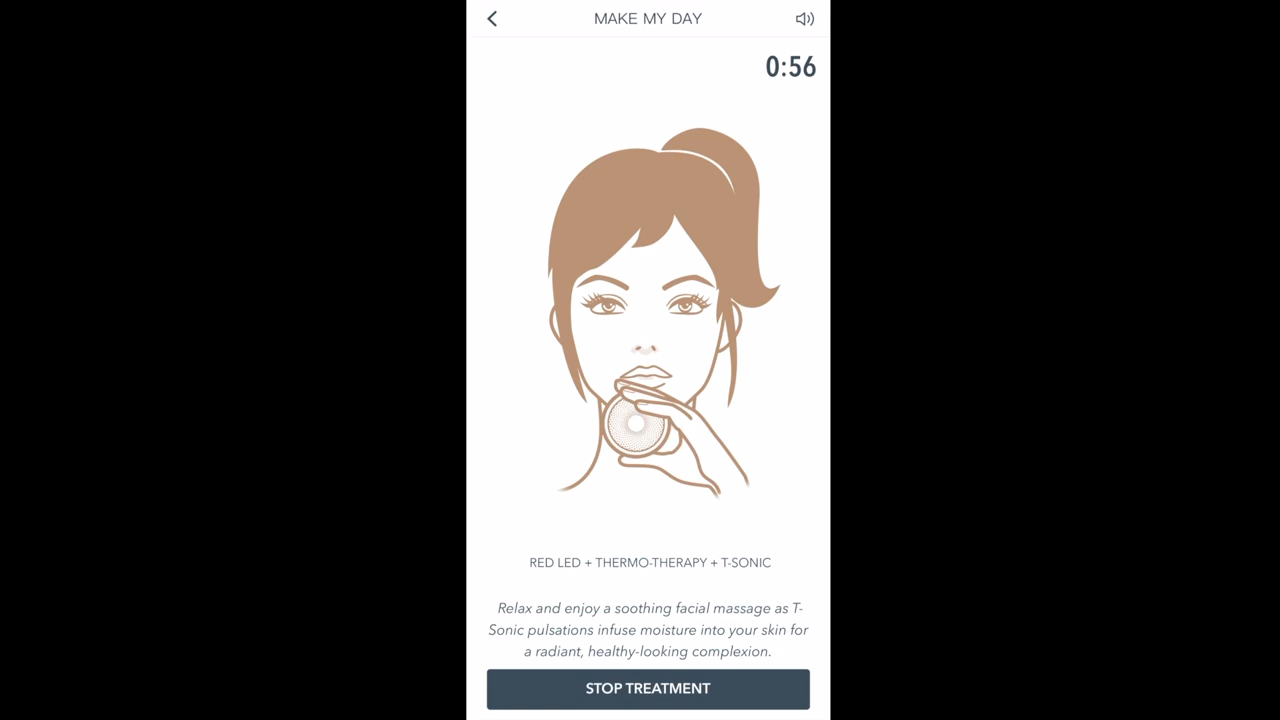 MAKE MY DAY
0:56
RED LED + THERMO-THERAPY + T-SONIC
Relax and enjoy a soothing facial massage as T-
Sonic pulsations infuse moisture into your skin for
a radiant, healthy-looking complexion.
STOP TREATMENT